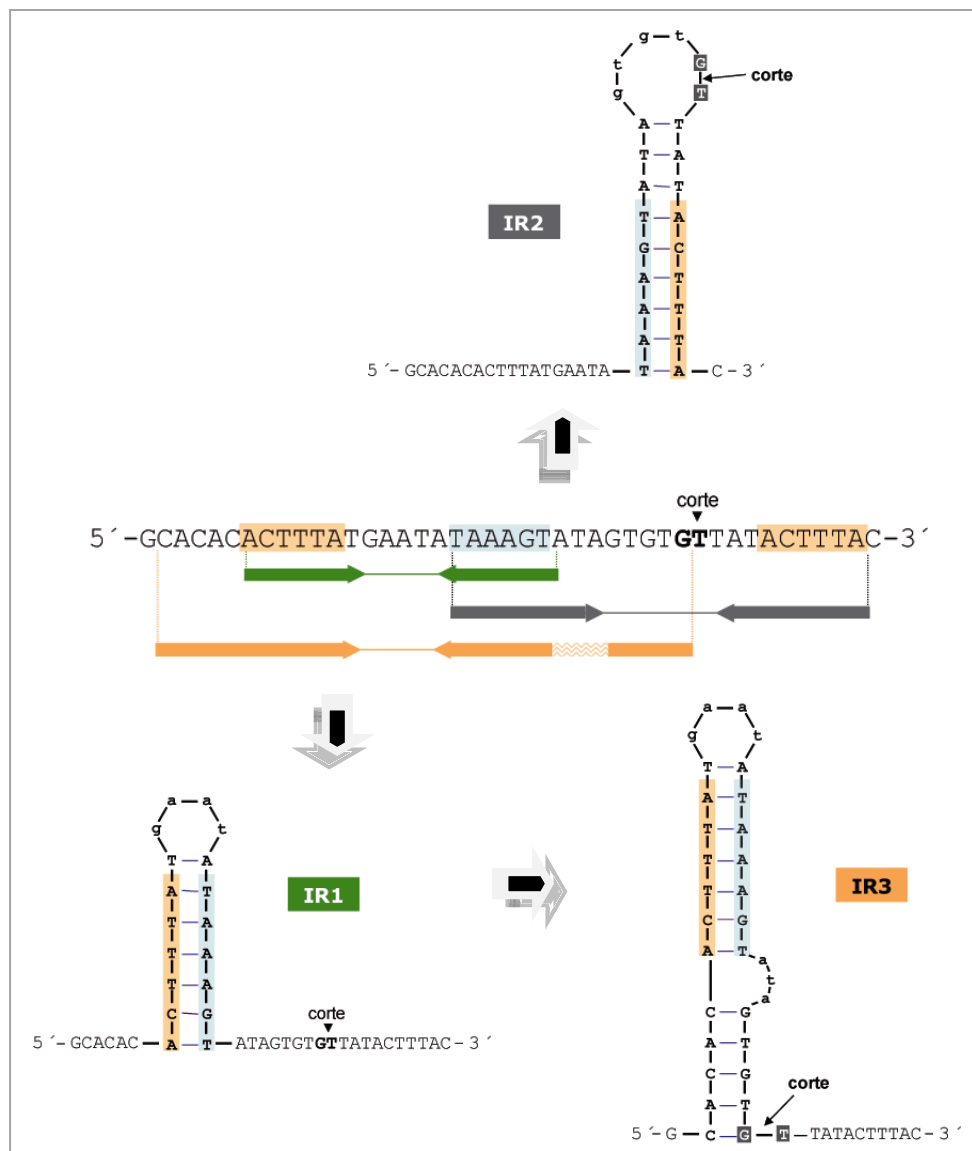 g t
t G
corte
g T
A T
T A
A T
T A
IR2
G C
A T
A T
A T
5´-GCACACACTTTATGAATA T A C-3´
corte
5´-GCACACACTTTATGAATATAAAGTATAGTGTGTTATACTTTAC-3´
a a
g t
T A
A T
T A
T A
T A
C G
corte
5´-GCACAC A T ATAGTGTGTTATACTTTAC-3´
IR1
a a
g t
T A
A T
T A
T A
T A
C G
A T
a
t
a
C G
A T
C G
A T
corte
5´-G C G T TATACTTTAC-3´
IR3